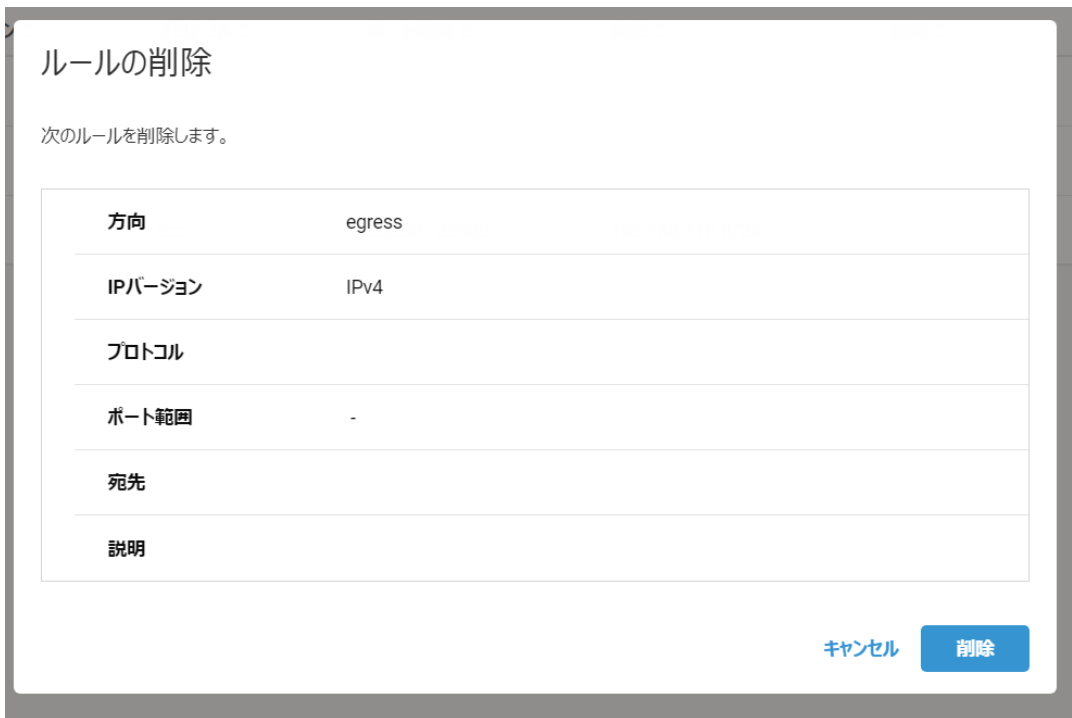 ルールの削除
次のルールを削除します。
方向 egress
IPバージョン IPv4
プロトコル
ポート範囲 -
宛先
説明
キャンセル 削除